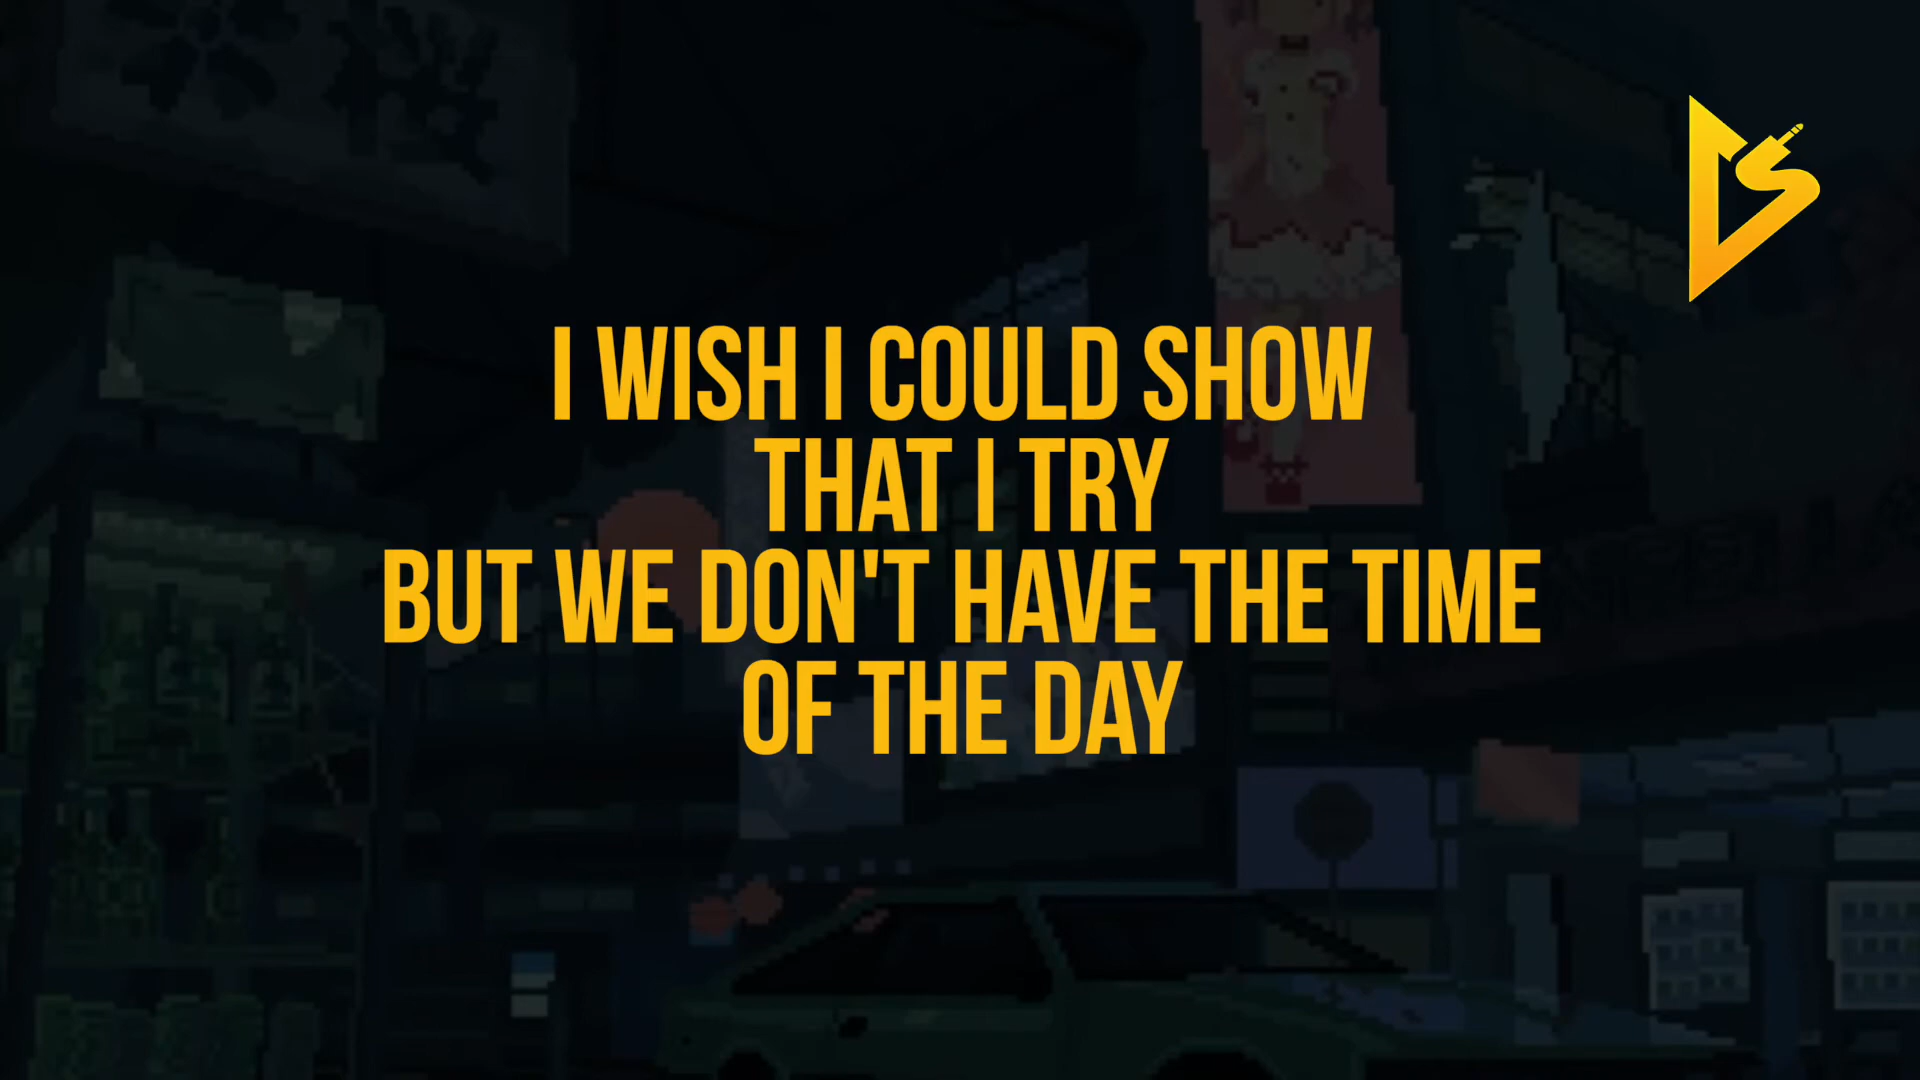 I WISH I COULD SHOW
THAT I TRY
BUT WE DON'T HAVE THE TIME
OF THE DAY